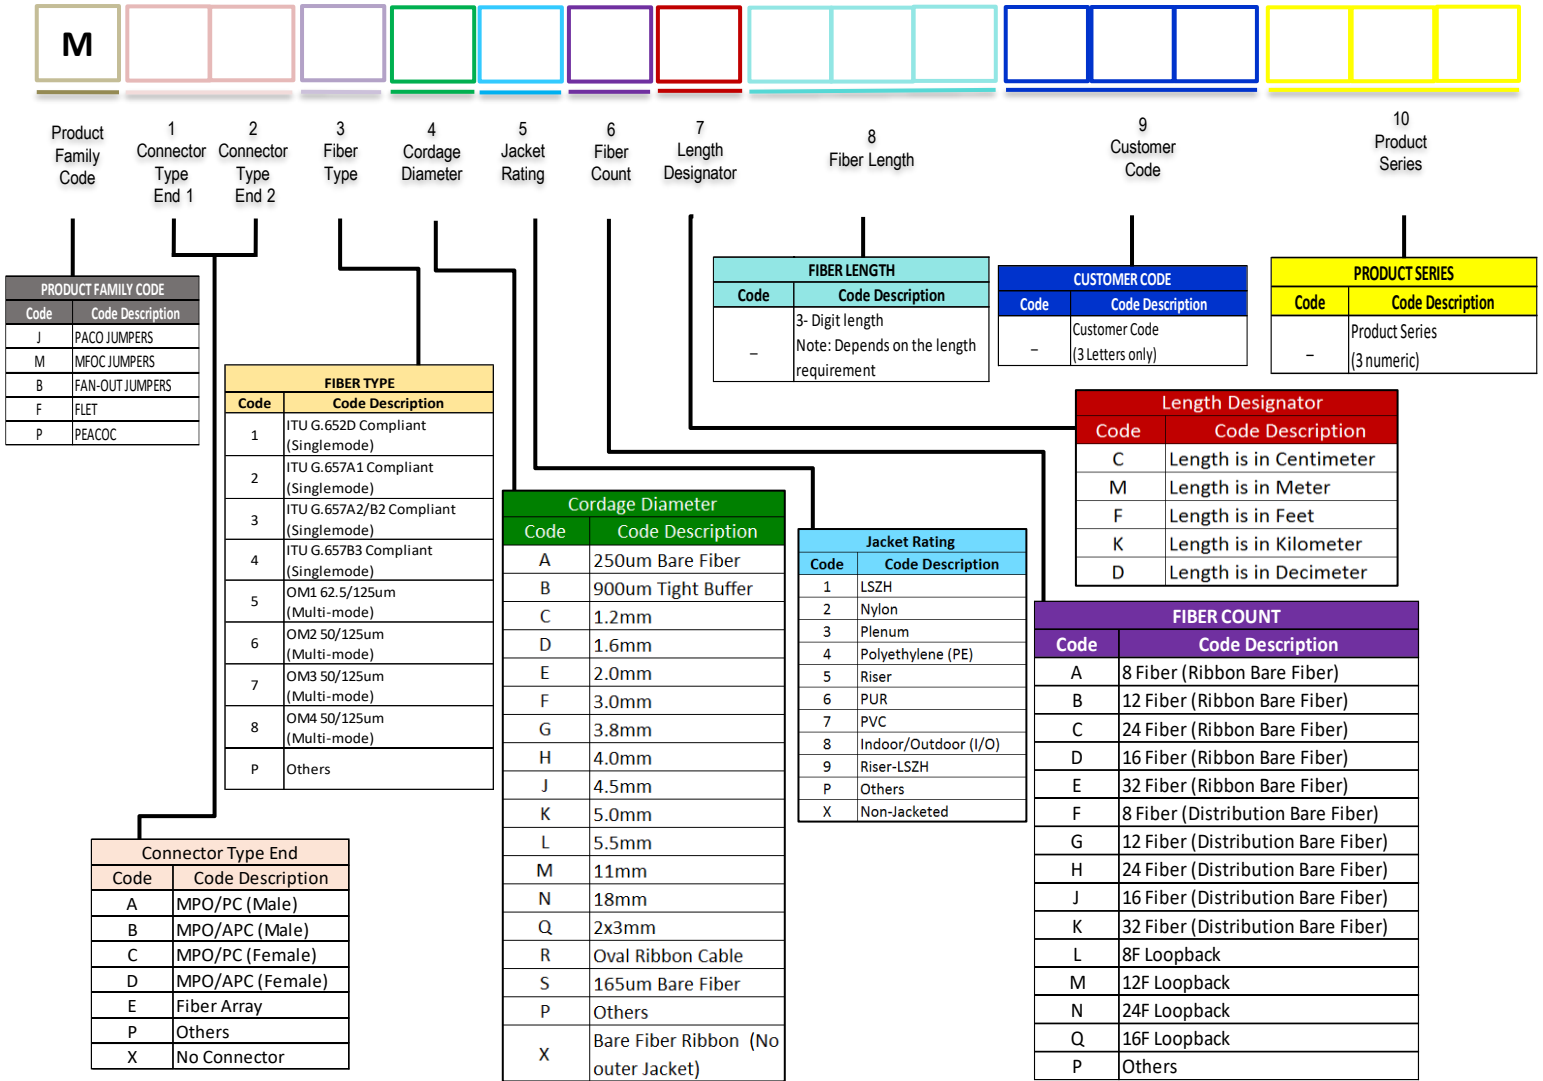 M
Product
Family
Code
1
Connector
Type
End 1
2
Connector
Type
End 2
3
Fiber
Type
4
Cordage
Diameter
5
Jacket
Rating
6
Fiber
Count
7
Length
Designator
8
Fiber Length
9
Customer
Code
10
Product
Series
PRODUCT FAMILY CODE
Code Code Description
J PACO JUMPERS
M MFOC JUMPERS
B FAN-OUT JUMPERS
F FLET
P PEACOC
FIBER LENGTH
Code Code Description
_ 3- Digit length
Note: Depends on the length
requirement
CUSTOMER CODE
Code Code Description
_ Customer Code
(3 Letters only)
PRODUCT SERIES
Code Code Description
_ Product Series
(3 numeric)
FIBER TYPE
Code Code Description
1 ITU G.652D Compliant
(Singlemode)
2 ITU G.657A1 Compliant
(Singlemode)
3 ITU G.657A2/B2 Compliant
(Singlemode)
4 ITU G.657B3 Compliant
(Singlemode)
5 OM1 62.5/125um
(Multi-mode)
6 OM2 50/125um
(Multi-mode)
7 OM3 50/125um
(Multi-mode)
8 OM4 50/125um
(Multi-mode)
P Others
Length Designator
Code Code Description
C Length is in Centimeter
M Length is in Meter
F Length is in Feet
K Length is in Kilometer
D Length is in Decimeter
Cordage Diameter
Code Code Description
A 250um Bare Fiber
B 900um Tight Buffer
C 1.2mm
D 1.6mm
E 2.0mm
F 3.0mm
G 3.8mm
H 4.0mm
J 4.5mm
K 5.0mm
L 5.5mm
M 11mm
N 18mm
Q 2x3mm
R Oval Ribbon Cable
S 165um Bare Fiber
P Others
X Bare Fiber Ribbon (No
outer Jacket)
Jacket Rating
Code Code Description
1 LSZH
2 Nylon
3 Plenum
4 Polyethylene (PE)
5 Riser
6 PUR
7 PVC
8 Indoor/Outdoor (I/O)
9 Riser-LSZH
P Others
X Non-Jacketed
FIBER COUNT
Code Code Description
A 8 Fiber (Ribbon Bare Fiber)
B 12 Fiber (Ribbon Bare Fiber)
C 24 Fiber (Ribbon Bare Fiber)
D 16 Fiber (Ribbon Bare Fiber)
E 32 Fiber (Ribbon Bare Fiber)
F 8 Fiber (Distribution Bare Fiber)
G 12 Fiber (Distribution Bare Fiber)
H 24 Fiber (Distribution Bare Fiber)
J 16 Fiber (Distribution Bare Fiber)
K 32 Fiber (Distribution Bare Fiber)
L 8F Loopback
M 12F Loopback
N 24F Loopback
Q 16F Loopback
P Others
Connector Type End
Code Code Description
A MPO/PC (Male)
B MPO/APC (Male)
C MPO/PC (Female)
D MPO/APC (Female)
E Fiber Array
P Others
X No Connector